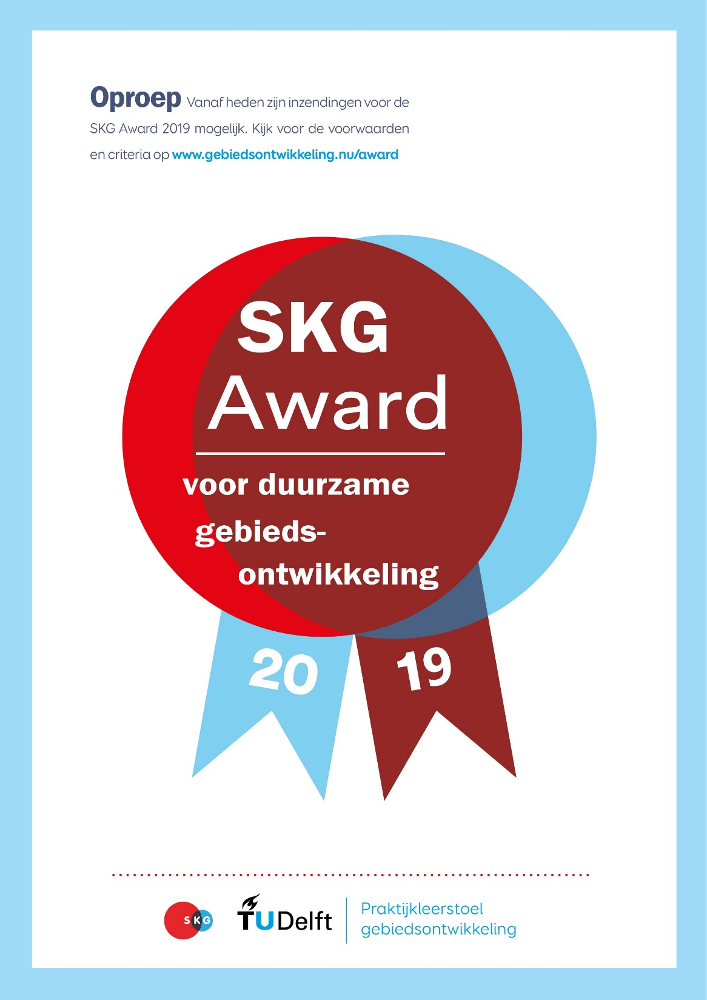 Oproep Vanaf heden zijn inzendingen voor de
SKG Award 2019 mogelijk. Kijk voor de voorwaarden
en criteria op www.gebiedsontwikkeling.nu/award
SKG
Award
voor duurzame
gebieds-
ontwikkeling
20 19
SKG
TU Delft
Praktijkleerstoel
gebiedsontwikkeling